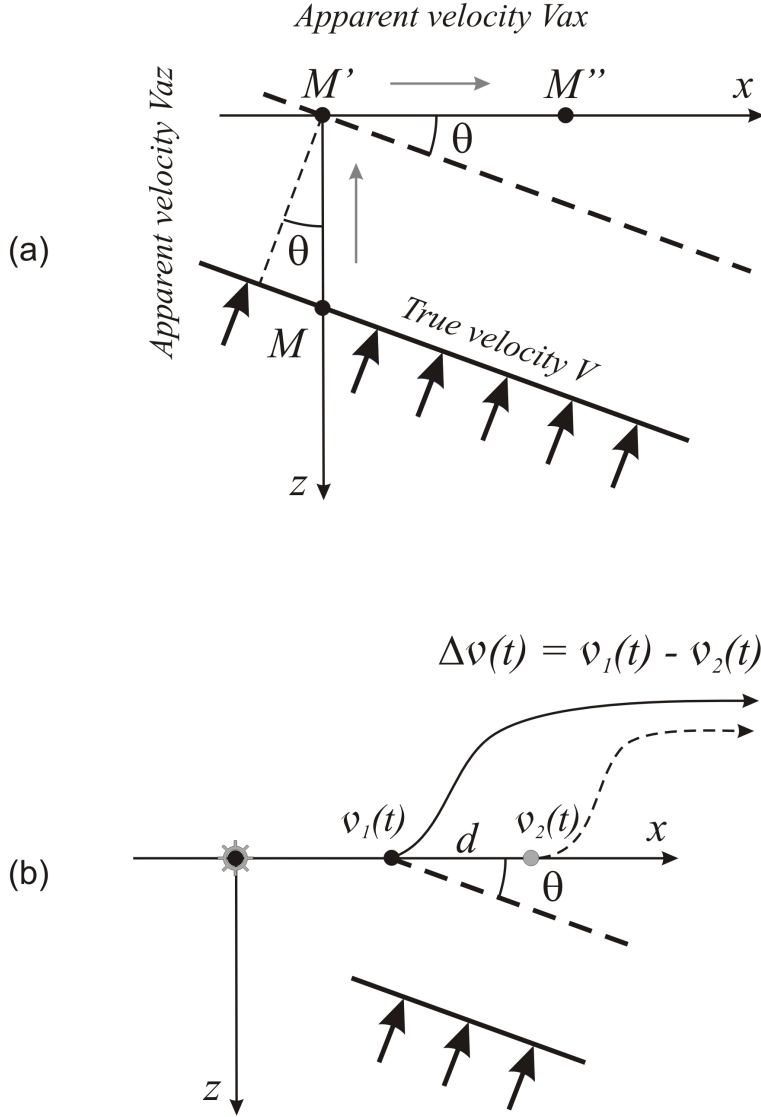 Apparent velocity Vax
Apparent velocity Vaz
M’
M’’
x
θ
(a)
θ
M
True velocity V
z
Δv(t) = v₁(t) - v₂(t)
v₁(t)
d
v₂(t)
x
(b)
θ
z